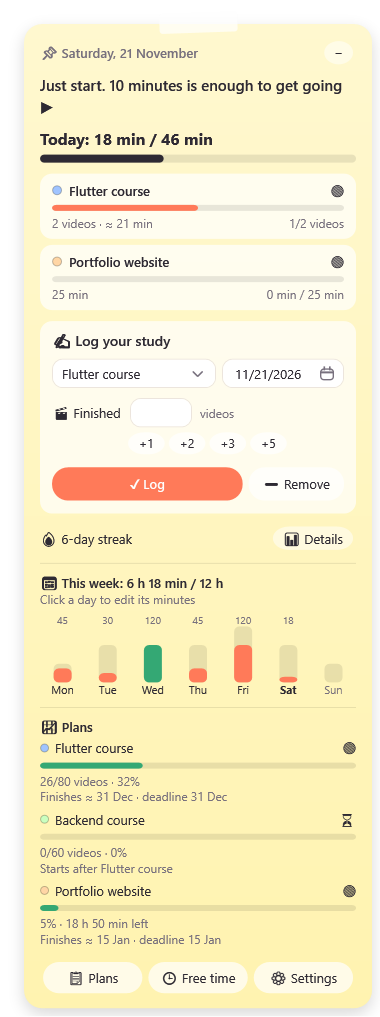 Saturday, 21 November
–
Just start. 10 minutes is enough to get going
▶
Today: 18 min / 46 min
Flutter course
2 videos · ≈ 21 min 1/2 videos
Portfolio website
25 min 0 min / 25 min
Log your study
Flutter course 11/21/2026
Finished videos
+1 +2 +3 +5
✓ Log − Remove
6-day streak Details
This week: 6 h 18 min / 12 h
Click a day to edit its minutes
45 30 120 45 120 18
Mon Tue Wed Thu Fri Sat Sun
Plans
Flutter course
26/80 videos · 32%
Finishes ≈ 31 Dec · deadline 31 Dec
Backend course
0/60 videos · 0%
Starts after Flutter course
Portfolio website
5% · 18 h 50 min left
Finishes ≈ 15 Jan · deadline 15 Jan
Plans Free time Settings